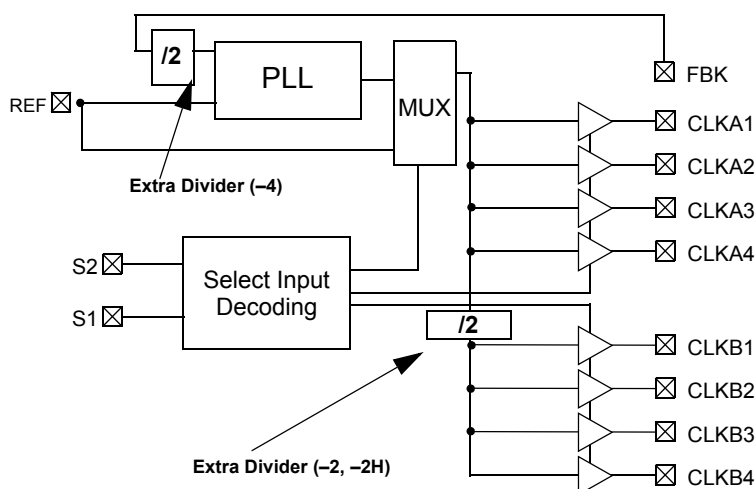 /2
PLL
FBK
REF
MUX
CLKA1
CLKA2
Extra Divider (–4)
CLKA3
CLKA4
S2
Select Input
Decoding
S1
/2
CLKB1
CLKB2
CLKB3
Extra Divider (–2, –2H)
CLKB4